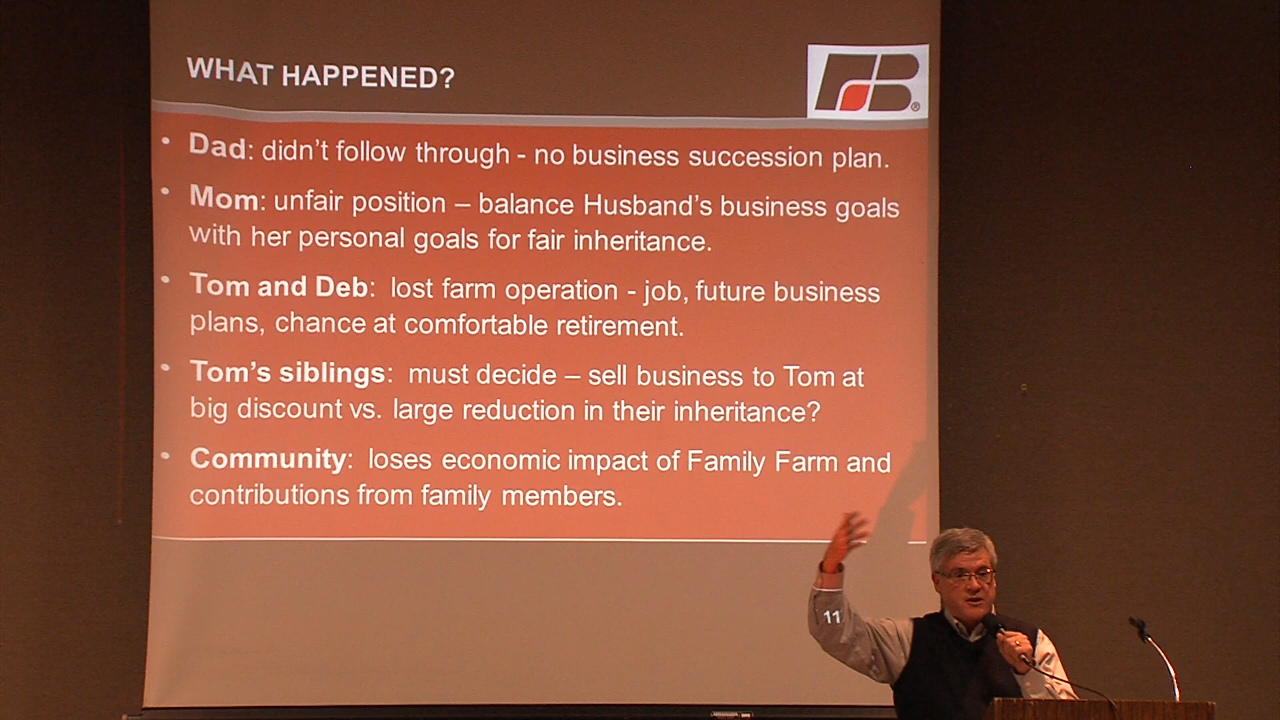 WHAT HAPPENED?
FB ®
• Dad: didn’t follow through - no business succession plan.
• Mom: unfair position – balance Husband’s business goals
with her personal goals for fair inheritance.
• Tom and Deb:  lost farm operation - job, future business
plans, chance at comfortable retirement.
• Tom’s siblings:  must decide – sell business to Tom at
big discount vs. large reduction in their inheritance?
• Community:  loses economic impact of Family Farm and
contributions from family members.
11